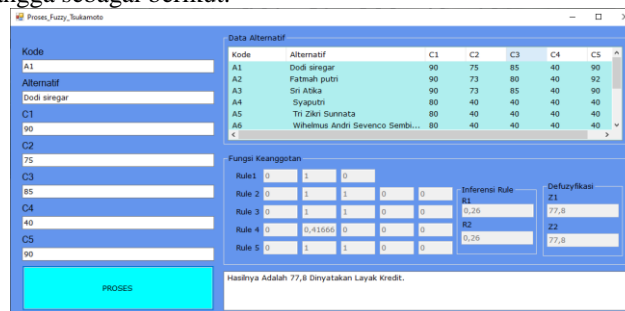 ngga sebagai berikut.
Proses_Fuzzy_Tsukamoto
Kode
A1
Alternatif
Dodi siregar
C1
90
C2
75
C3
85
C4
40
C5
90
PROSES
Data Alternatif
Kode Alternatif C1 C2 C3 C4 C5
A1 Dodi siregar 90 75 85 40 90
A2 Fatmah putri 90 73 80 40 92
A3 Sri Atika 90 73 85 40 90
A4 Syaputri 80 40 40 40 40
A5 Tri Zikri Sunnata 80 40 40 40 40
A6 Wihelmus Andri Sevenco Sembi... 80 40 40 40 40
Fungsi Keanggotan
Rule1 0 1 0
Rule 2 0 1 1 0 0
Rule 3 0 1 1 0 0
Rule 4 0 0,41666 0 0 0
Rule 5 0 1 1 0 0
Inferensi Rule
R1
0,26
R2
0,26
Defuzyfikasi
Z1
77,8
Z2
77,8
Hasilnya Adalah 77,8 Dinyatakan Layak Kredit.